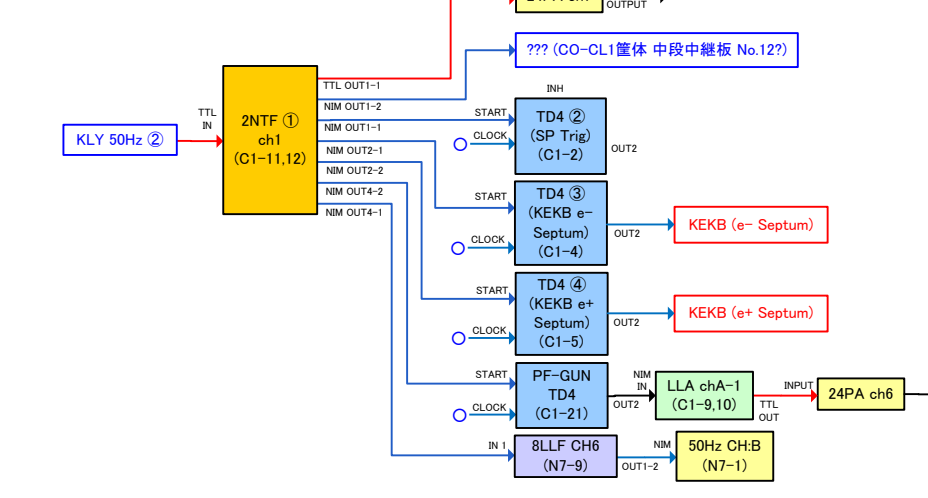 OUTPUT
??? (CO-CL1筐体 中段中継板 No.12?)
TTL OUT1-1
INH
NIM OUT1-2
TTL
IN
2NTF ①
ch1
(C1-11,12)
KLY 50Hz ②
START
TD4 ②
(SP Trig)
(C1-2)
NIM OUT1-1
CLOCK
OUT2
NIM OUT2-1
NIM OUT2-2
NIM OUT4-2
NIM OUT4-1
START
TD4 ③
(KEKB e-
Septum)
(C1-4)
CLOCK
OUT2
KEKB (e- Septum)
START
TD4 ④
(KEKB e+
Septum)
(C1-5)
CLOCK
OUT2
KEKB (e+ Septum)
START
PF-GUN
TD4
(C1-21)
CLOCK
OUT2
NIM
IN
LLA chA-1
(C1-9,10)
INPUT
TTL
OUT
24PA ch6
IN 1
8LLF CH6
(N7-9)
NIM
OUT1-2
50Hz CH:B
(N7-1)